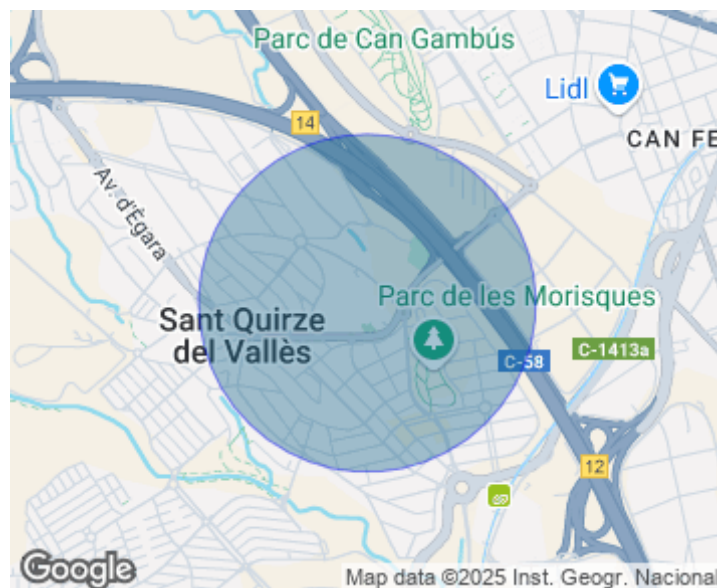 Parc de Can Gambús
Lidl
14
CAN FE
Av. d'Ègara
Parc de les Morisques
Sant Quirze
del Vallès
C-1413a
C-58
12
Google
Map data ©2025 Inst. Geogr. Nacional